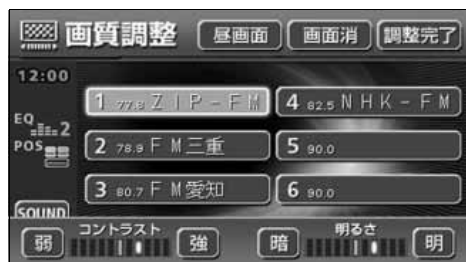 画質調整 昼画面 画面消 調整完了
12:00
1 77.8 ZIP-FM 4 82.5 NHK-FM
EQ 2
2 78.9 FM三重 5 90.0
POS
3 80.7 FM愛知 6 90.0
SOUND
コントラスト 明るさ
弱 強 暗 明